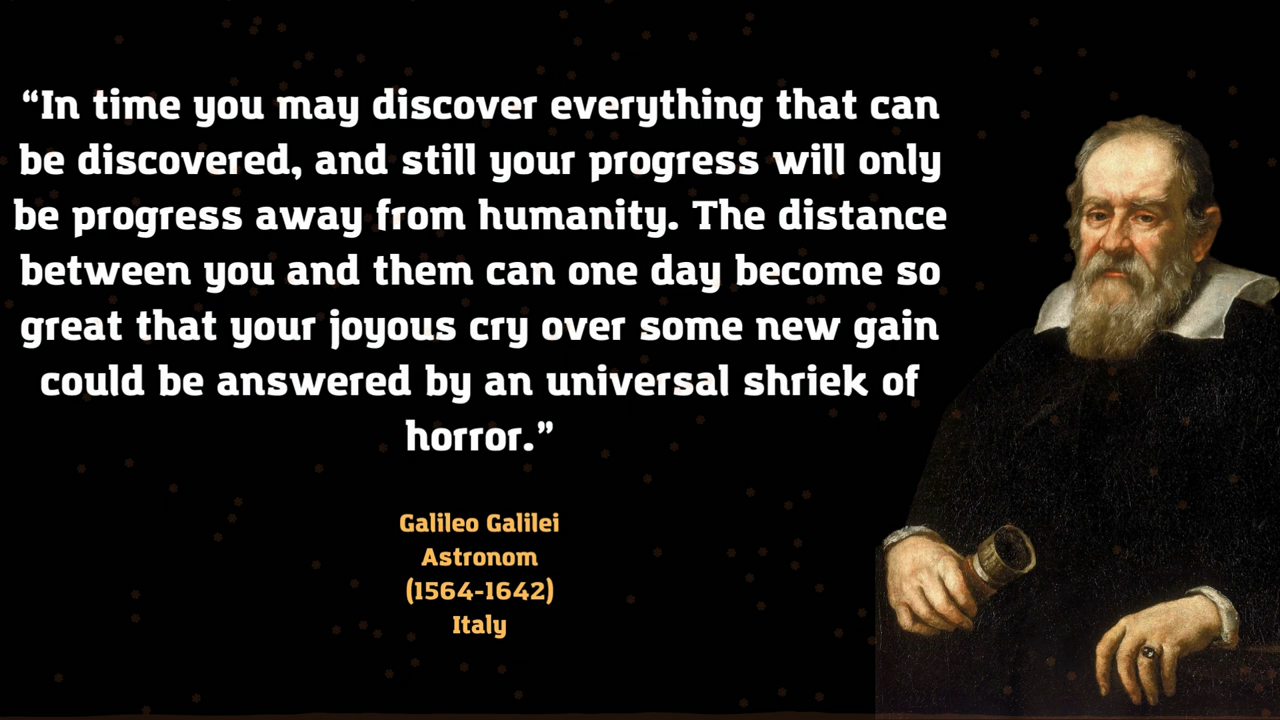 “In time you may discover everything that can
be discovered, and still your progress will only
be progress away from humanity. The distance
between you and them can one day become so
great that your joyous cry over some new gain
could be answered by an universal shriek of
horror.”
Galileo Galilei
Astronom
(1564-1642)
Italy